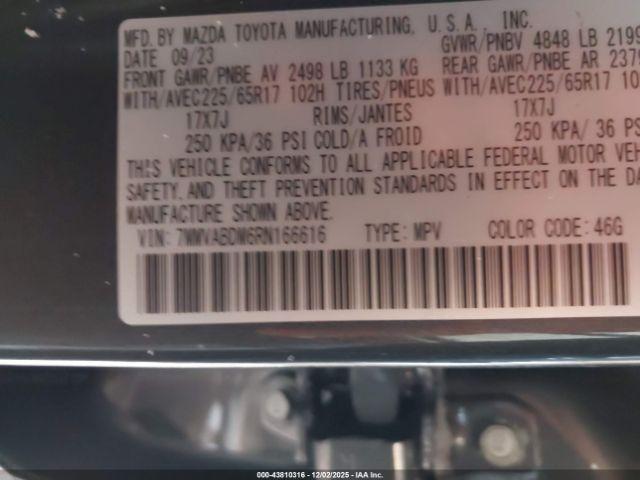 MFD.BY MAZDA TOYOTA MANUFACTURING, U.S.A. INC.
DATE 09/23 GVWR/PNBV 4848 LB 2199
FRONT GAWR/PNBE AV 2498 LB 1133 KG REAR GAWR/PNBE AR
WITH/AVEC225/65R17 102H TIRES/PNEUS WITH/AVEC225/65R17
17X7J RIMS/JANTES 17X7J
250 KPA/36 PSI COLD/A FROID 250 KPA/ 36 PSI
THIS VEHICLE CONFORMS TO ALL APPLICABLE FEDERAL MOTOR
SAFETY, AND THEFT PREVENTION STANDARDS IN EFFECT ON THE
MANUFACTURE SHOWN ABOVE.
VIN: 7MMVABDM6RN166616 TYPE: MPV COLOR CODE: 46G
000-43810316 - 12/02/2025 - IAA Inc.